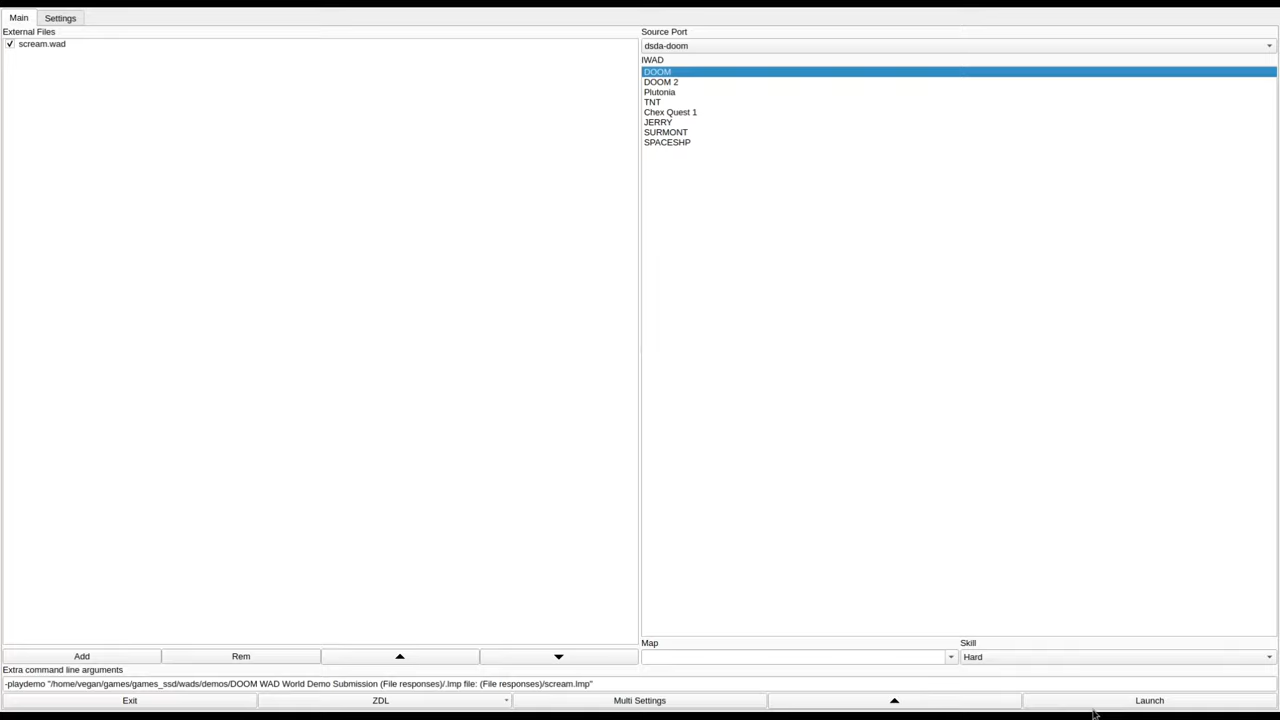 Main Settings
External Files
scream.wad
Source Port
dsda-doom
IWAD
DOOM
DOOM 2
Plutonia
TNT
Chex Quest 1
JERRY
SURMONT
SPACESHP
Map Skill
Hard
Add Rem
Extra command line arguments
-playdemo "/home/vegan/games/games_ssd/wads/demos/DOOM WAD World Demo Submission (File responses)/.lmp file: (File responses)/scream.lmp"
Exit ZDL Multi Settings Launch